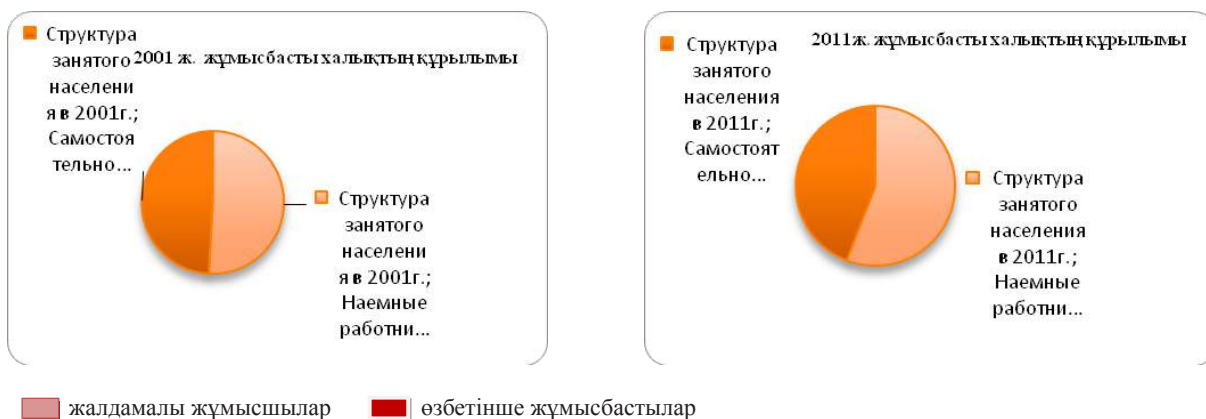 2001 ж. жұмысбасты халықтың құрылымы
Структура
занятого
населени
я в 2001г.;
Самостоя
тельно...
Структура
занятого
населени
я в 2001г.;
Наемные
работни...
2011ж. жұмысбасты халықтың құрылымы
Структура
занятого
населения
в 2011г.;
Самостоят
ельно...
Структура
занятого
населения
в 2011г.;
Наемные
работни...
жалдамалы жұмысшылар өзбетінше жұмысбастылар